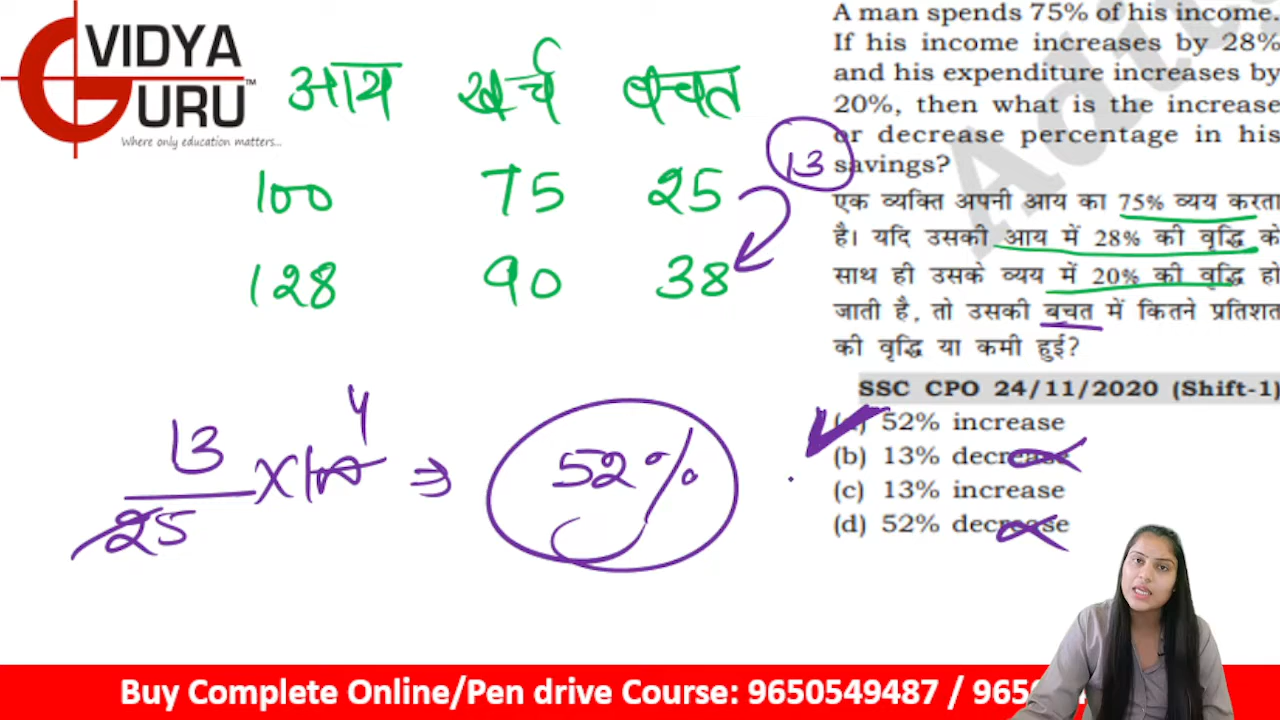 VIDYA
GURU™
Where only education matters...
आय खर्च बचत
100 75 25
13
128 90 38
13
25
×100 4 ⇒ 52%
A man spends 75% of his income.
If his income increases by 28%
and his expenditure increases by
20%, then what is the increase
or decrease percentage in his
savings?
एक व्यक्ति अपनी आय का 75% व्यय करता
है। यदि उसकी आय में 28% की वृद्धि के
साथ ही उसके व्यय में 20% की वृद्धि हो
जाती है, तो उसकी बचत में कितने प्रतिशत
की वृद्धि या कमी हुई?
SSC CPO 24/11/2020 (Shift-1)
(a) 52% increase
(b) 13% decrease
(c) 13% increase
(d) 52% decrease
Buy Complete Online/Pen drive Course: 9650549487 /